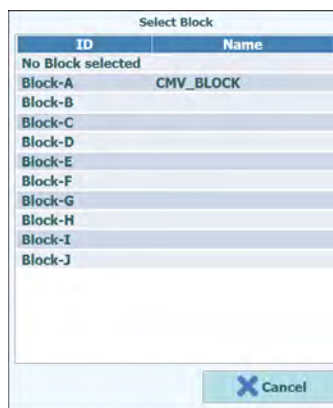 Select Block
ID Name
No Block selected
Block-A CMV_BLOCK
Block-B
Block-C
Block-D
Block-E
Block-F
Block-G
Block-H
Block-I
Block-J
Cancel